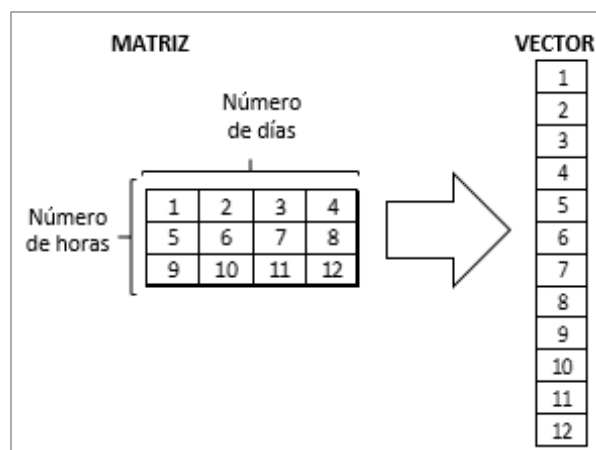 MATRIZ
Número
de días
Número
de horas
1 2 3 4
5 6 7 8
9 10 11 12
VECTOR
1
2
3
4
5
6
7
8
9
10
11
12